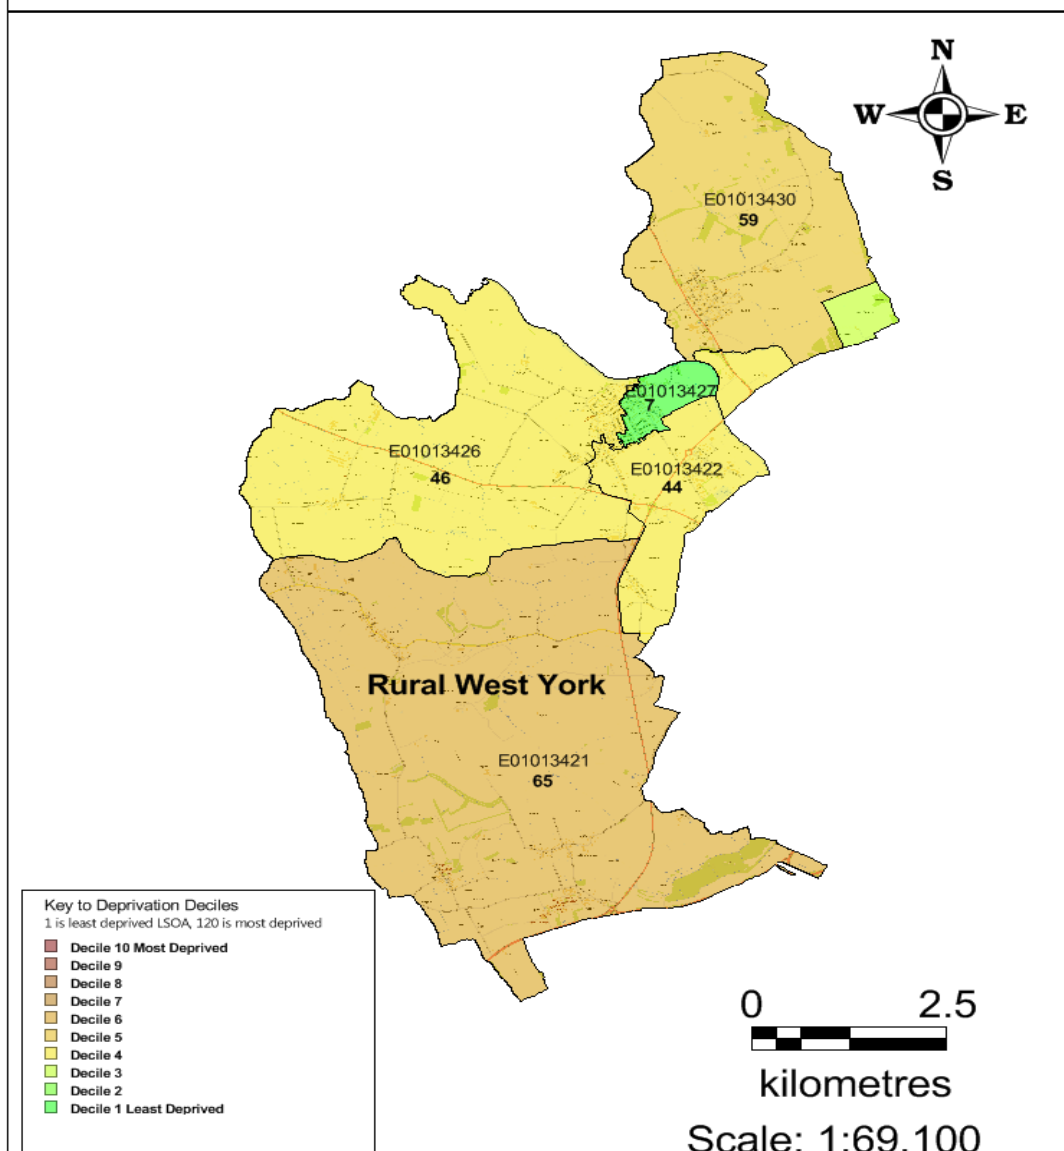 N
W E
S
E01013430
59
E01013427
7
E01013426
46
E01013422
44
Rural West York
E01013421
65
Key to Deprivation Deciles
1 is least deprived LSOA, 120 is most deprived
Decile 10 Most Deprived
Decile 9
Decile 8
Decile 7
Decile 6
Decile 5
Decile 4
Decile 3
Decile 2
Decile 1 Least Deprived
0 2.5
kilometres
Scale: 1:69,100